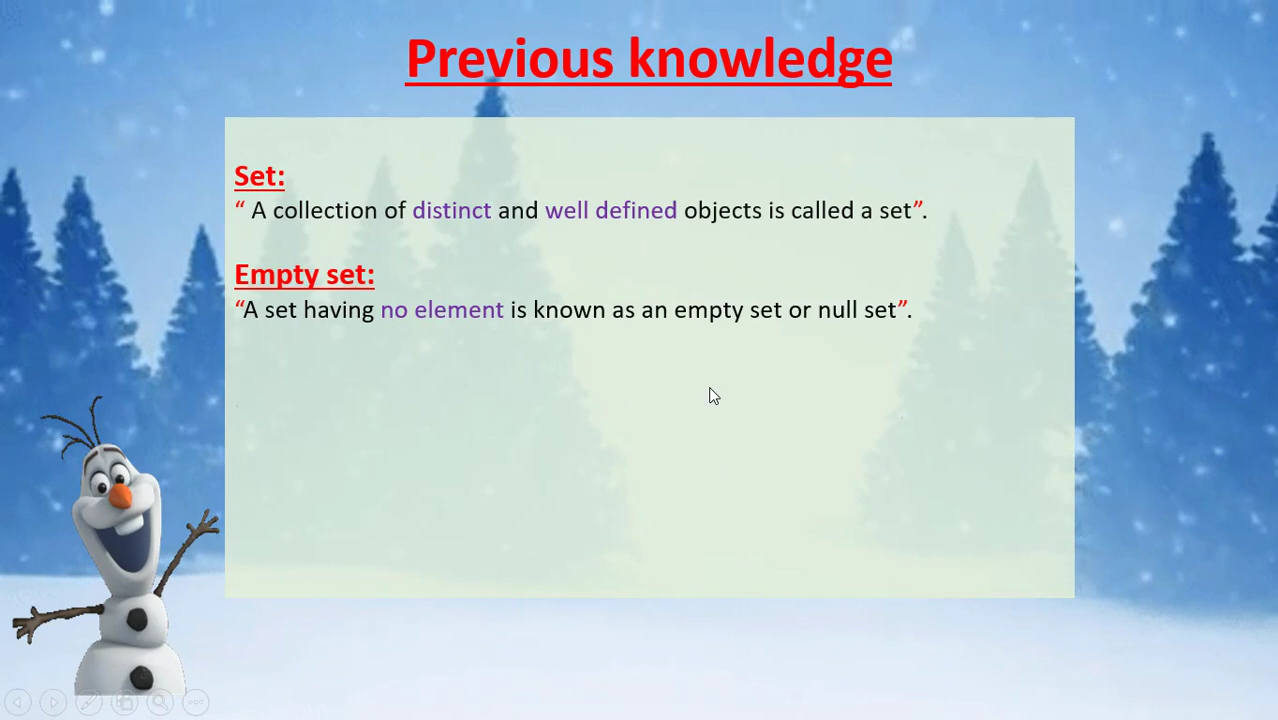 Previous knowledge
Set:
“ A collection of distinct and well defined objects is called a set”.
Empty set:
“A set having no element is known as an empty set or null set”.